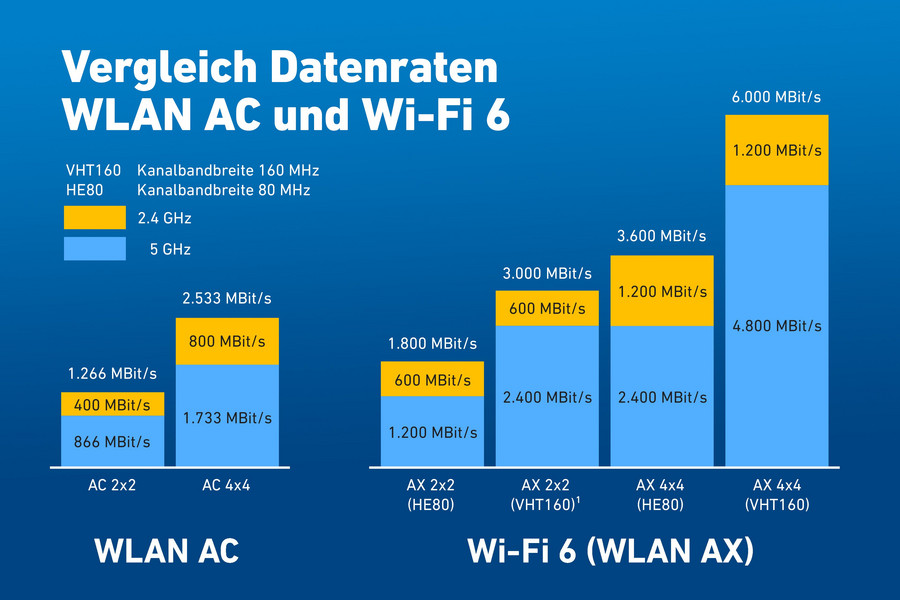 Vergleich Datenraten
WLAN AC und Wi-Fi 6
VHT160 Kanalbandbreite 160 MHz
HE80 Kanalbandbreite 80 MHz
2.4 GHz
5 GHz
1.266 MBit/s
400 MBit/s
866 MBit/s
AC 2x2
2.533 MBit/s
800 MBit/s
1.733 MBit/s
AC 4x4
WLAN AC
1.800 MBit/s
600 MBit/s
1.200 MBit/s
AX 2x2
(HE80)
3.000 MBit/s
600 MBit/s
2.400 MBit/s
AX 2x2
(VHT160)¹
3.600 MBit/s
1.200 MBit/s
2.400 MBit/s
AX 4x4
(HE80)
6.000 MBit/s
1.200 MBit/s
4.800 MBit/s
AX 4x4
(VHT160)
Wi-Fi 6 (WLAN AX)